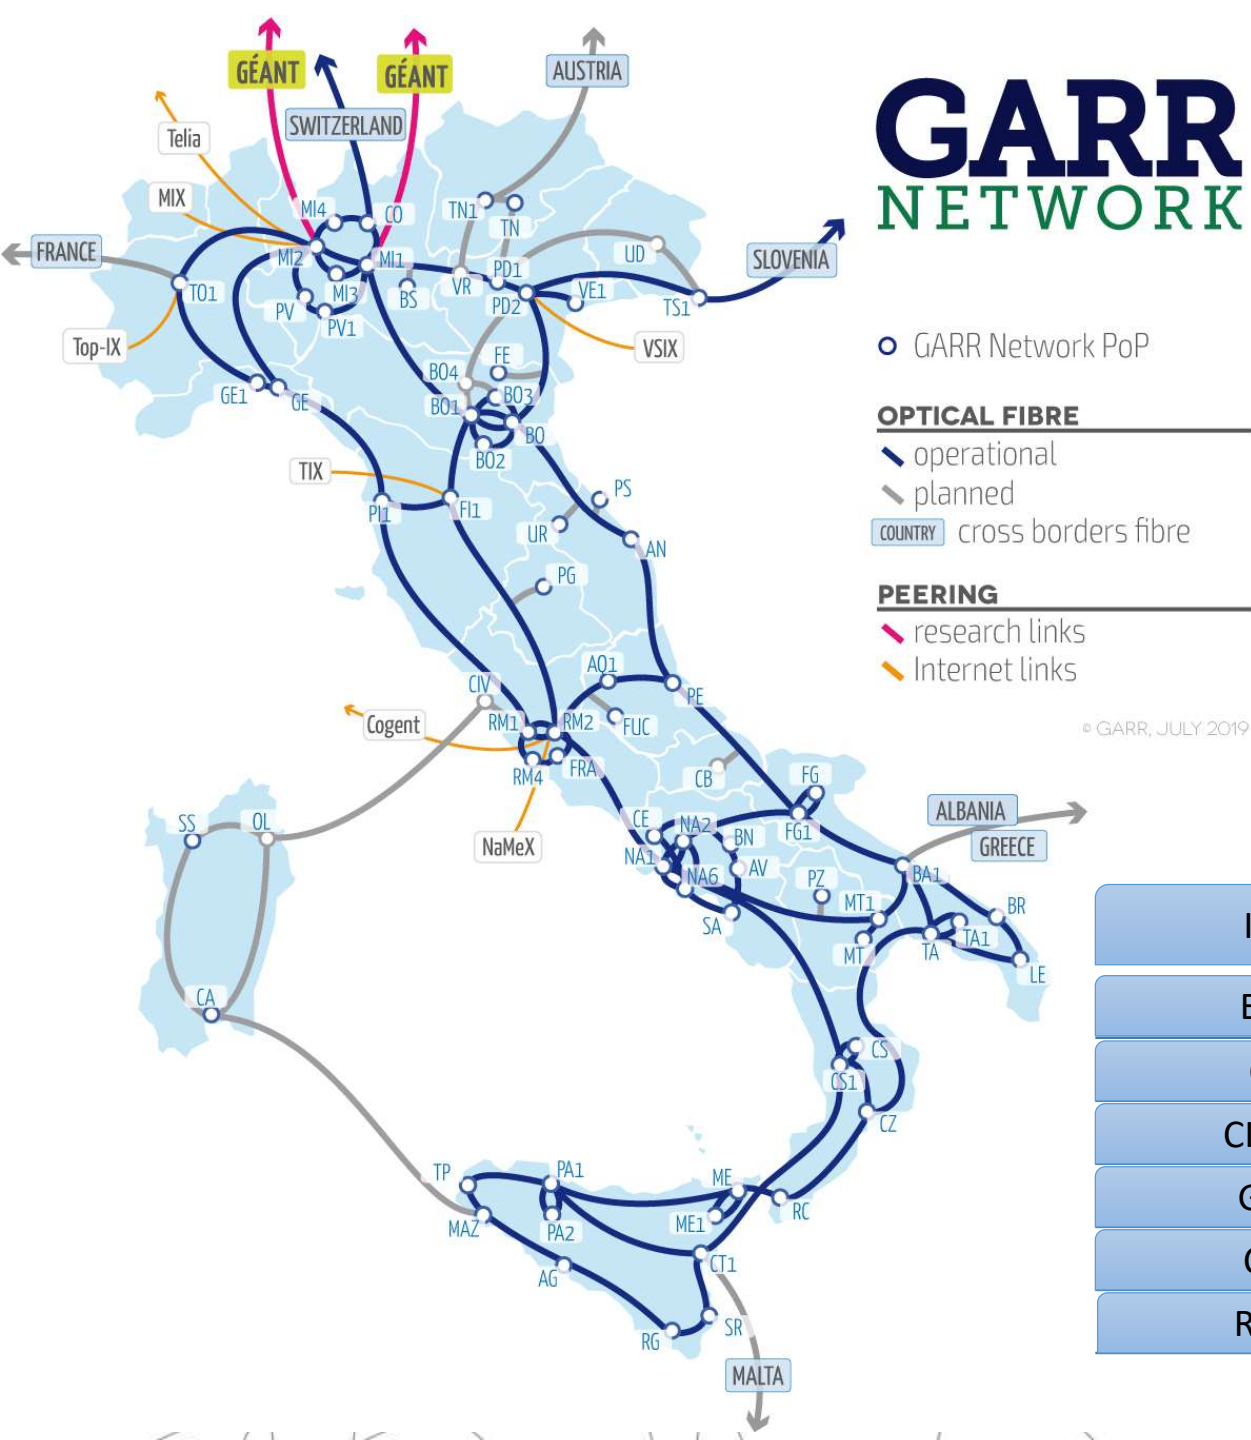 GÉANT
GÉANT
AUSTRIA
SWITZERLAND
Telia
MIX
FRANCE
MI4
CO
TN1
TN
UD
SLOVENIA
MI2
MI1
PD1
TO1
MI3
BS
VR
PD2
VE1
TS1
PV
PV1
Top-IX
VSIX
FE
BO4
GE1
GE
BO3
BO1
BO
BO2
TIX
PI1
FI1
PS
UR
AN
PG
AQ1
CIV
PE
RM1
RM2
FUC
Cogent
RM4
FRA
CB
FG
NaMeX
SS
OL
CE
NA2
BN
FG1
NA1
AV
NA6
PZ
BA1
SA
MT1
MT
TA
TA1
BR
LE
ALBANIA
GREECE
CA
CS
CS1
CZ
TP
PA1
ME
MAZ
PA2
ME1
RC
AG
CT1
RG
SR
MALTA
GARR
NETWORK
GARR Network PoP
OPTICAL FIBRE
operational
planned
COUNTRY cross borders fibre
PEERING
research links
Internet links
© GARR, JULY 2019